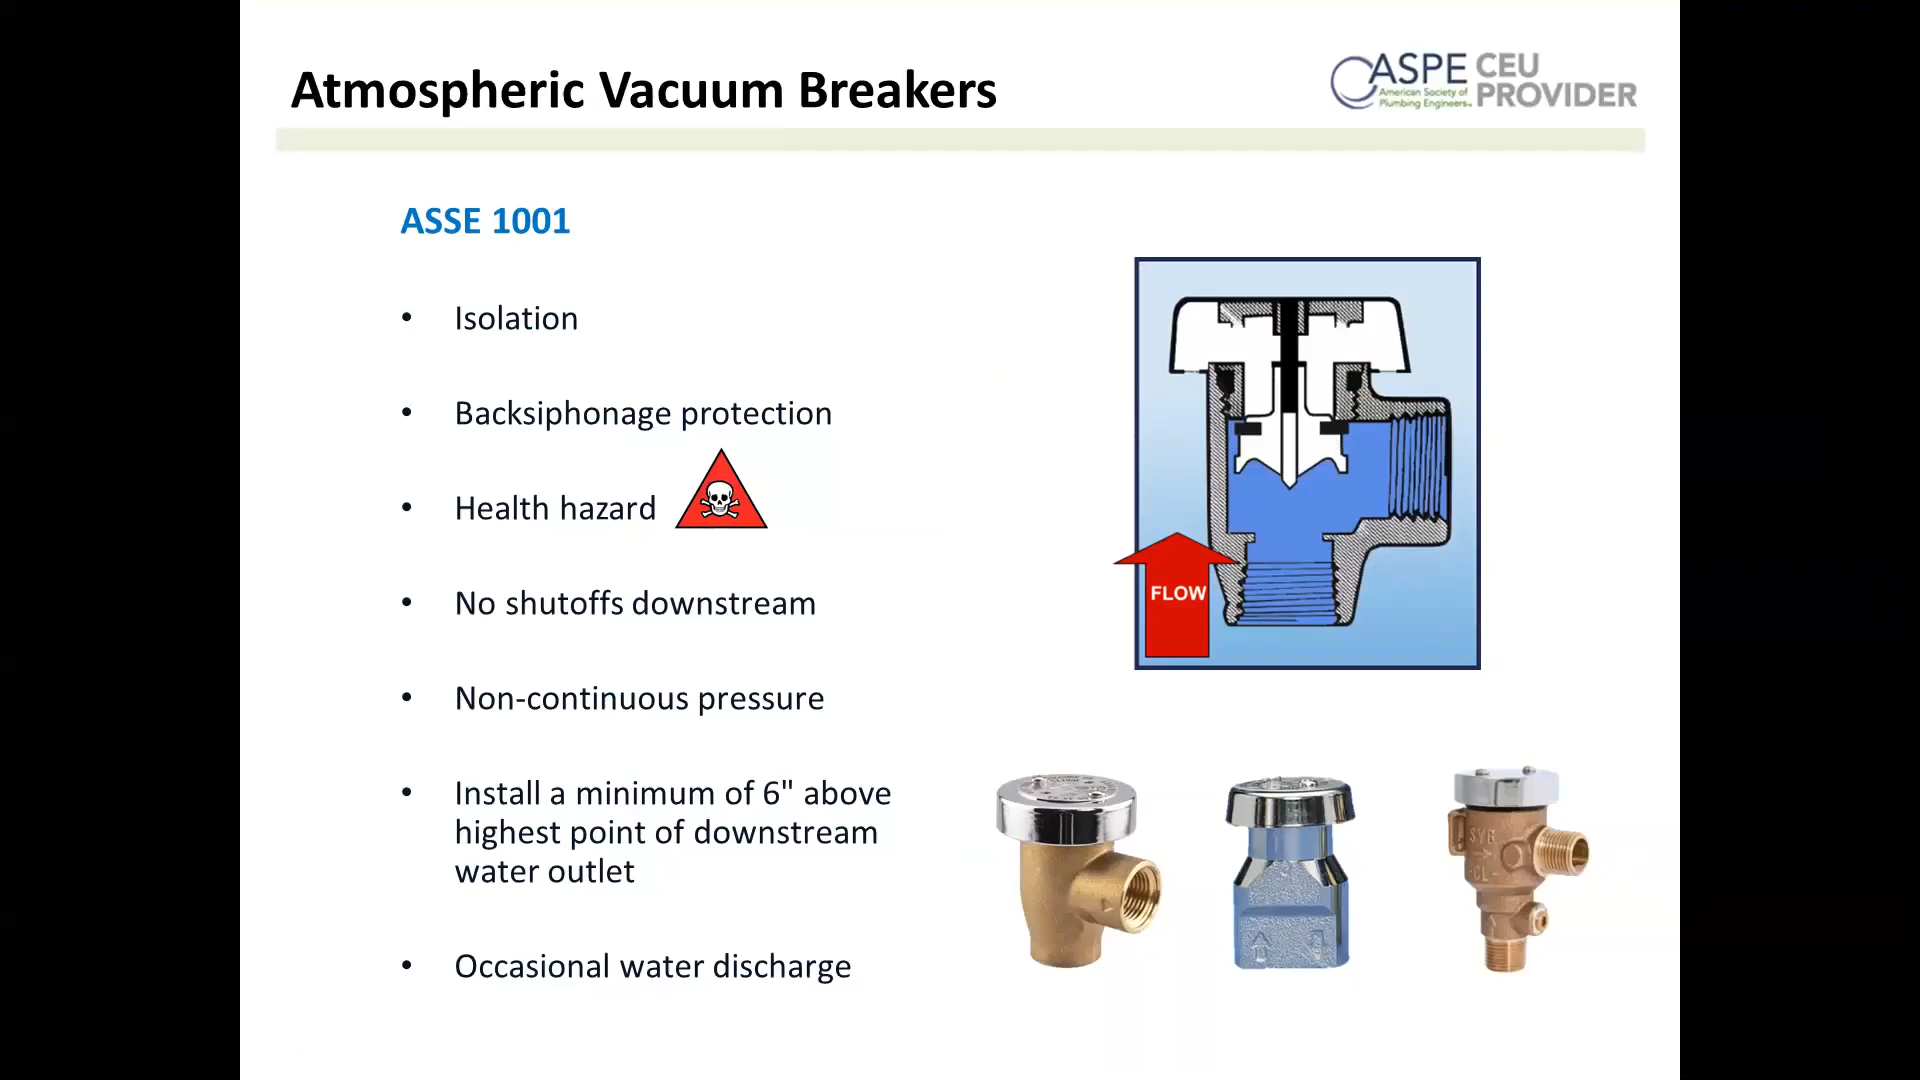 Atmospheric Vacuum Breakers
ASPE CEU
American Society of
Plumbing Engineers PROVIDER
ASSE 1001
• Isolation
• Backsiphonage protection
• Health hazard
• No shutoffs downstream
• Non-continuous pressure
• Install a minimum of 6" above
highest point of downstream
water outlet
• Occasional water discharge
FLOW
SVB
-CL-